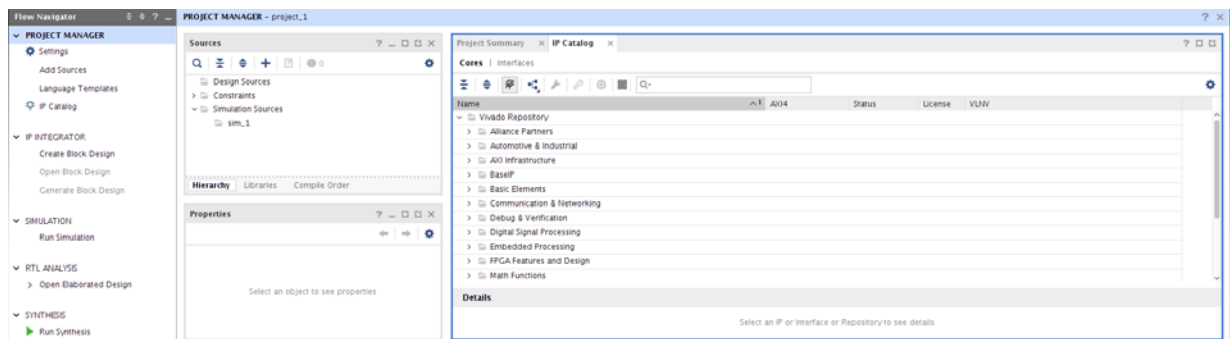 Flow Navigator
PROJECT MANAGER - project_1
PROJECT MANAGER
Settings
Add Sources
Language Templates
IP Catalog
IP INTEGRATOR
Create Block Design
Open Block Design
Generate Block Design
SIMULATION
Run Simulation
RTL ANALYSIS
Open Elaborated Design
SYNTHESIS
Run Synthesis
Sources
0
Design Sources
Constraints
Simulation Sources
sim_1
Hierarchy Libraries Compile Order
Properties
Select an object to see properties
Project Summary IP Catalog
Cores | Interfaces
Name 1 AXI4 Status License VLNV
Vivado Repository
Alliance Partners
Automotive & Industrial
AXI Infrastructure
BaseIP
Basic Elements
Communication & Networking
Debug & Verification
Digital Signal Processing
Embedded Processing
FPGA Features and Design
Math Functions
Details
Select an IP or Interface or Repository to see details